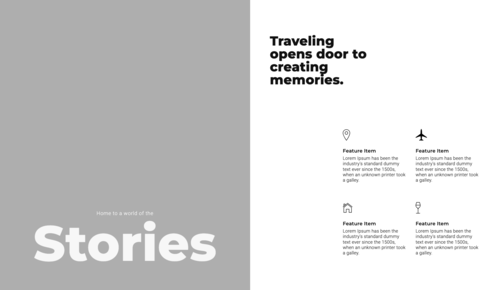 Home to a world of the
Stories
Traveling
opens door to
creating
memories.
Feature Item
Lorem Ipsum has been the
industry's standard dummy
text ever since the 1500s,
when an unknown printer took
a galley.
Feature Item
Lorem Ipsum has been the
industry's standard dummy
text ever since the 1500s,
when an unknown printer took
a galley.
Feature Item
Lorem Ipsum has been the
industry's standard dummy
text ever since the 1500s,
when an unknown printer took
a galley.
Feature Item
Lorem Ipsum has been the
industry's standard dummy
text ever since the 1500s,
when an unknown printer took
a galley.